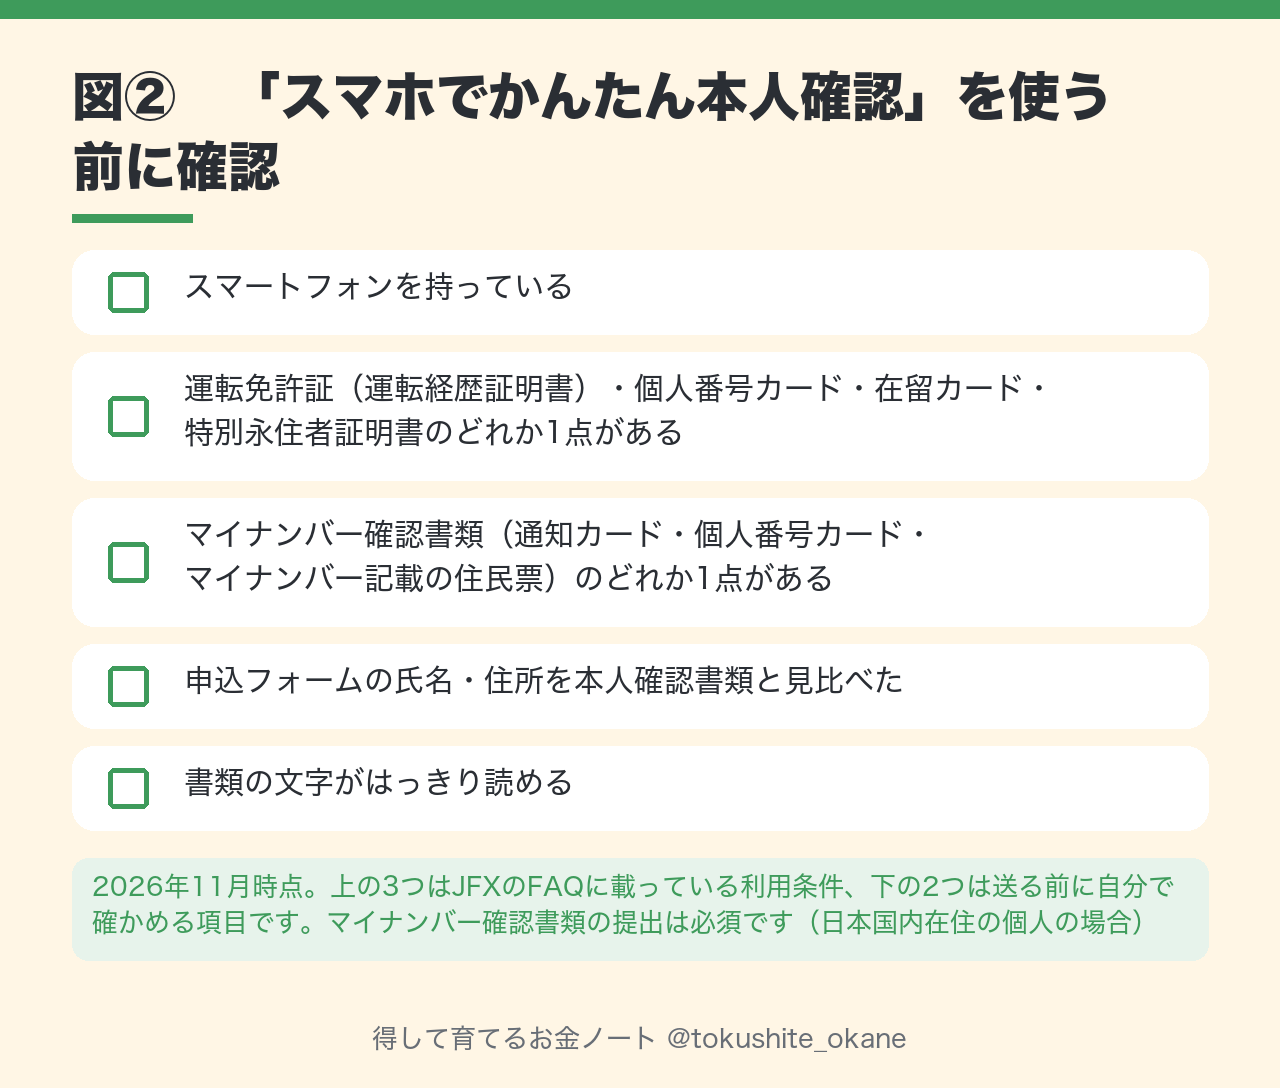 図②　「スマホでかんたん本人確認」を使う
前に確認
スマートフォンを持っている
運転免許証（運転経歴証明書）・個人番号カード・在留カード・
特別永住者証明書のどれか1点がある
マイナンバー確認書類（通知カード・個人番号カード・
マイナンバー記載の住民票）のどれか1点がある
申込フォームの氏名・住所を本人確認書類と見比べた
書類の文字がはっきり読める
2026年11月時点。上の3つはJFXのFAQに載っている利用条件、下の2つは送る前に自分で
確かめる項目です。マイナンバー確認書類の提出は必須です（日本国内在住の個人の場合）
得して育てるお金ノート @tokushite_okane